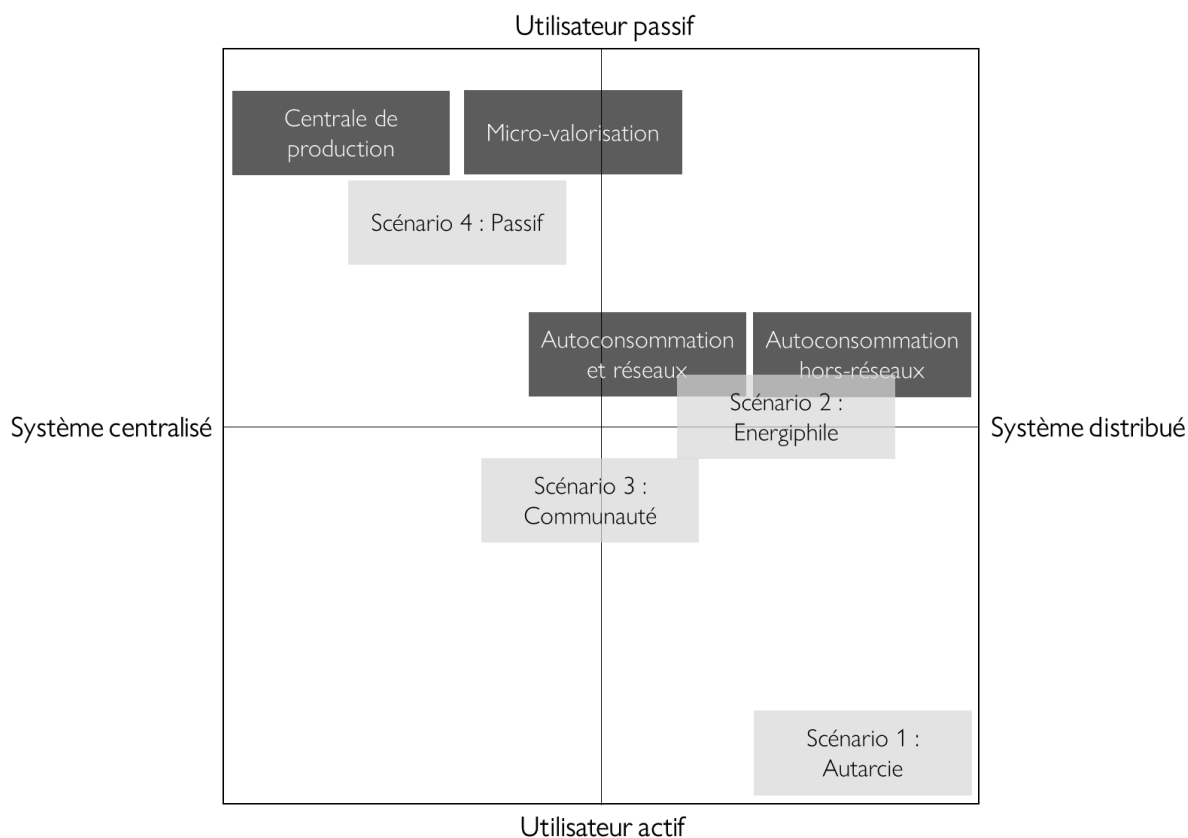 Utilisateur passif
Centrale de
production
Micro-valorisation
Scénario 4 : Passif
Autoconsommation
et réseaux
Autoconsommation
hors-réseaux
Scénario 2 :
Energiphile
Système centralisé
Système distribué
Scénario 3 :
Communauté
Scénario 1 :
Autarcie
Utilisateur actif